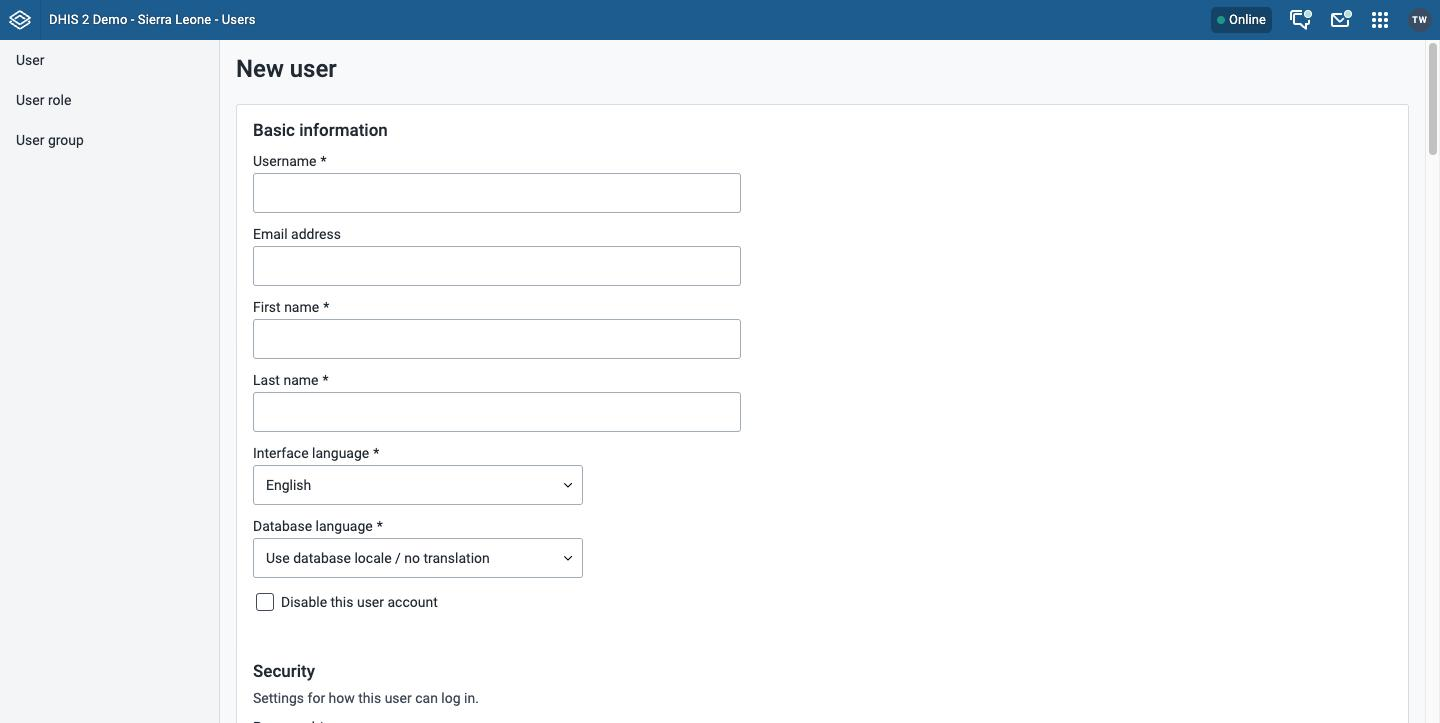 DHIS 2 Demo - Sierra Leone - Users
Online
TW
User
User role
User group
New user
Basic information
Username *
Email address
First name *
Last name *
Interface language *
English
Database language *
Use database locale / no translation
Disable this user account
Security
Settings for how this user can log in.